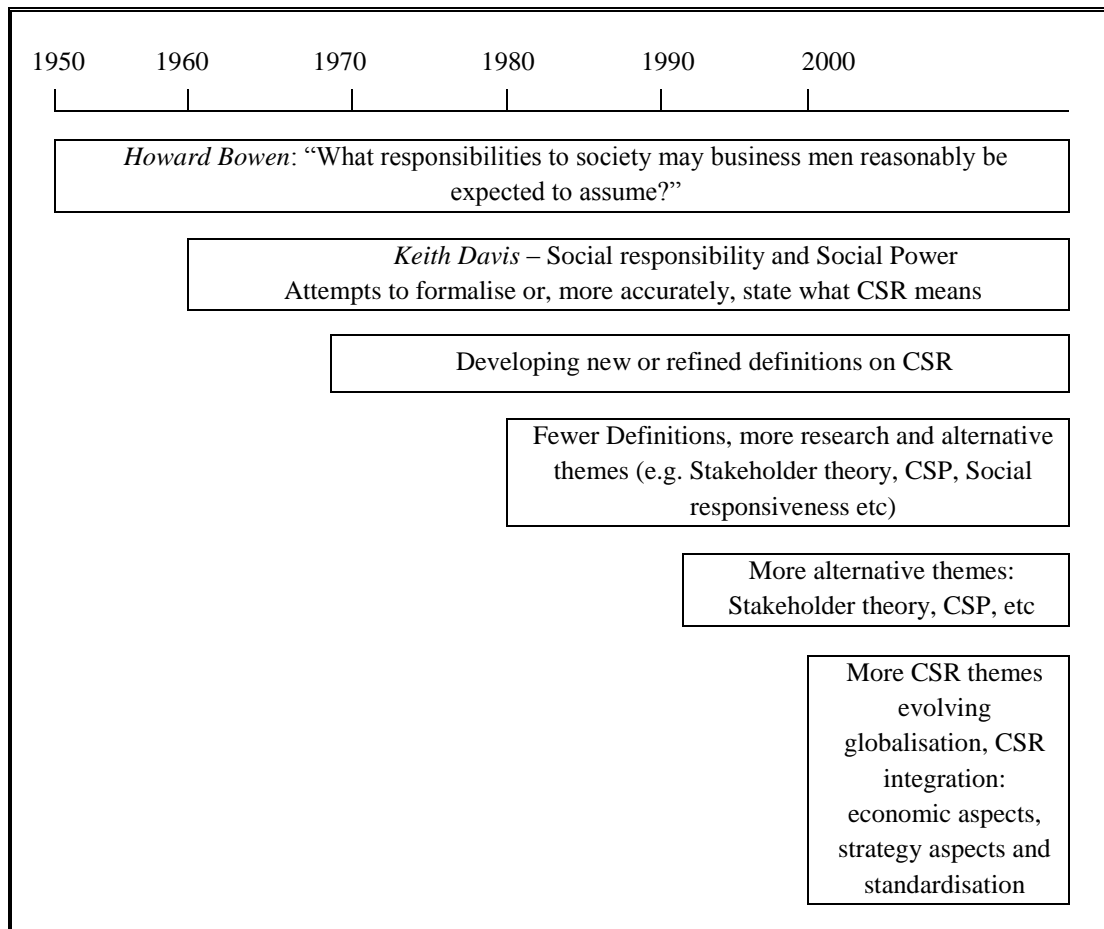 1950 1960 1970 1980 1990 2000
Howard Bowen: “What responsibilities to society may business men reasonably be
expected to assume?”
Keith Davis – Social responsibility and Social Power
Attempts to formalise or, more accurately, state what CSR means
Developing new or refined definitions on CSR
Fewer Definitions, more research and alternative
themes (e.g. Stakeholder theory, CSP, Social
responsiveness etc)
More alternative themes:
Stakeholder theory, CSP, etc
More CSR themes
evolving
globalisation, CSR
integration:
economic aspects,
strategy aspects and
standardisation